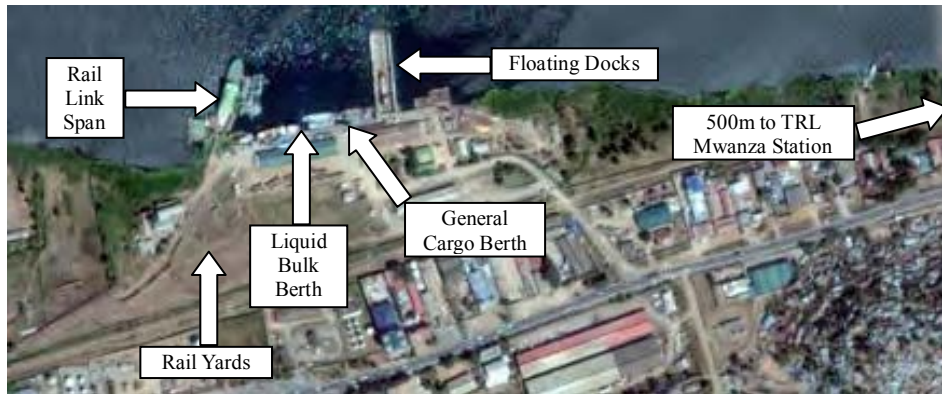 Rail
Link
Span
Floating Docks
500m to TRL
Mwanza Station
General
Cargo Berth
Liquid
Bulk
Berth
Rail Yards